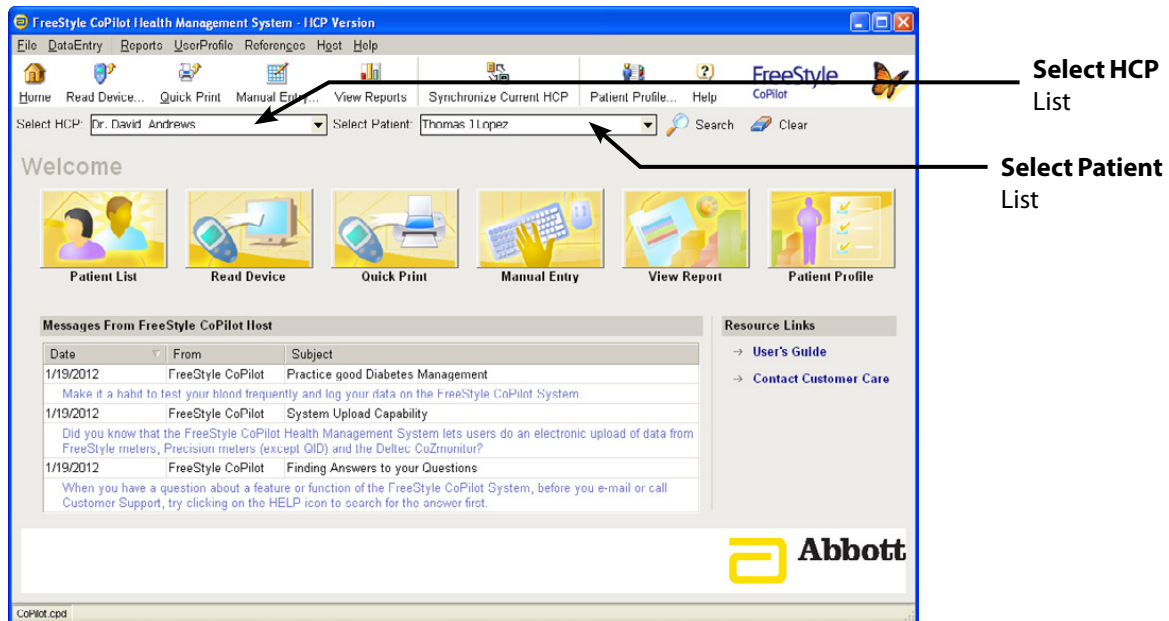 FreeStyle CoPilot Health Management System - HCP Version
File DataEntry Reports UserProfile References Host Help
Home Read Device... Quick Print Manual Entry... View Reports Synchronize Current HCP Patient Profile... Help FreeStyle
CoPilot
Select HCP: Dr. David Andrews Select Patient: Thomas J Lopez Search Clear
Select HCP
List
Select Patient
List
Welcome
Patient List Read Device Quick Print Manual Entry View Report Patient Profile
Messages From FreeStyle CoPilot Host
Date From Subject
1/19/2012 FreeStyle CoPilot Practice good Diabetes Management
Make it a habit to test your blood frequently and log your data on the FreeStyle CoPilot System
1/19/2012 FreeStyle CoPilot System Upload Capability
Did you know that the FreeStyle CoPilot Health Management System lets users do an electronic upload of data from
FreeStyle meters, Precision meters (except QID) and the Deltec CoZmonitor?
1/19/2012 FreeStyle CoPilot Finding Answers to your Questions
When you have a question about a feature or function of the FreeStyle CoPilot System, before you e-mail or call
Customer Support, try clicking on the HELP icon to search for the answer first.
Resource Links
→ User's Guide
→ Contact Customer Care
Abbott
CoPilot.cpd